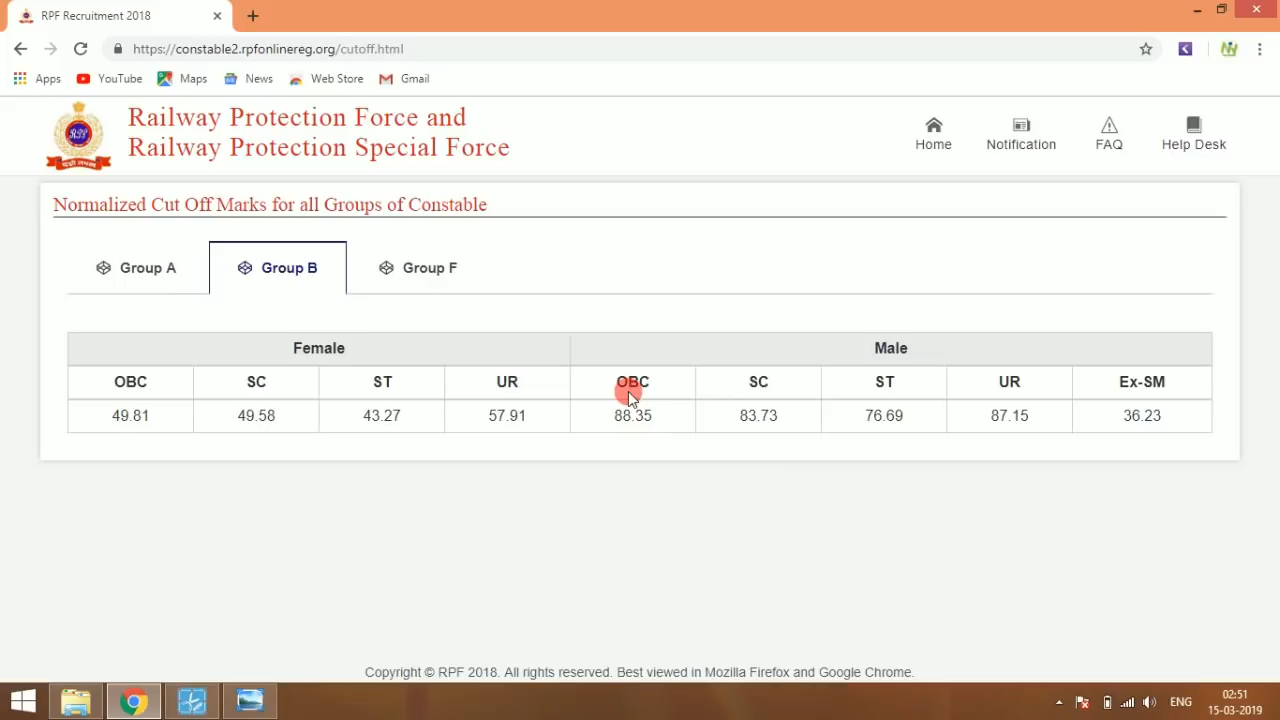 RPF Recruitment 2018
https://constable2.rpfonlinereg.org/cutoff.html
Apps YouTube Maps News Web Store Gmail
Railway Protection Force and
Railway Protection Special Force
Home Notification FAQ Help Desk
Normalized Cut Off Marks for all Groups of Constable
Group A Group B Group F
Female Male
OBC SC ST UR OBC SC ST UR Ex-SM
49.81 49.58 43.27 57.91 88.35 83.73 76.69 87.15 36.23
Copyright © RPF 2018. All rights reserved. Best viewed in Mozilla Firefox and Google Chrome.
ENG
02:51
15-03-2019